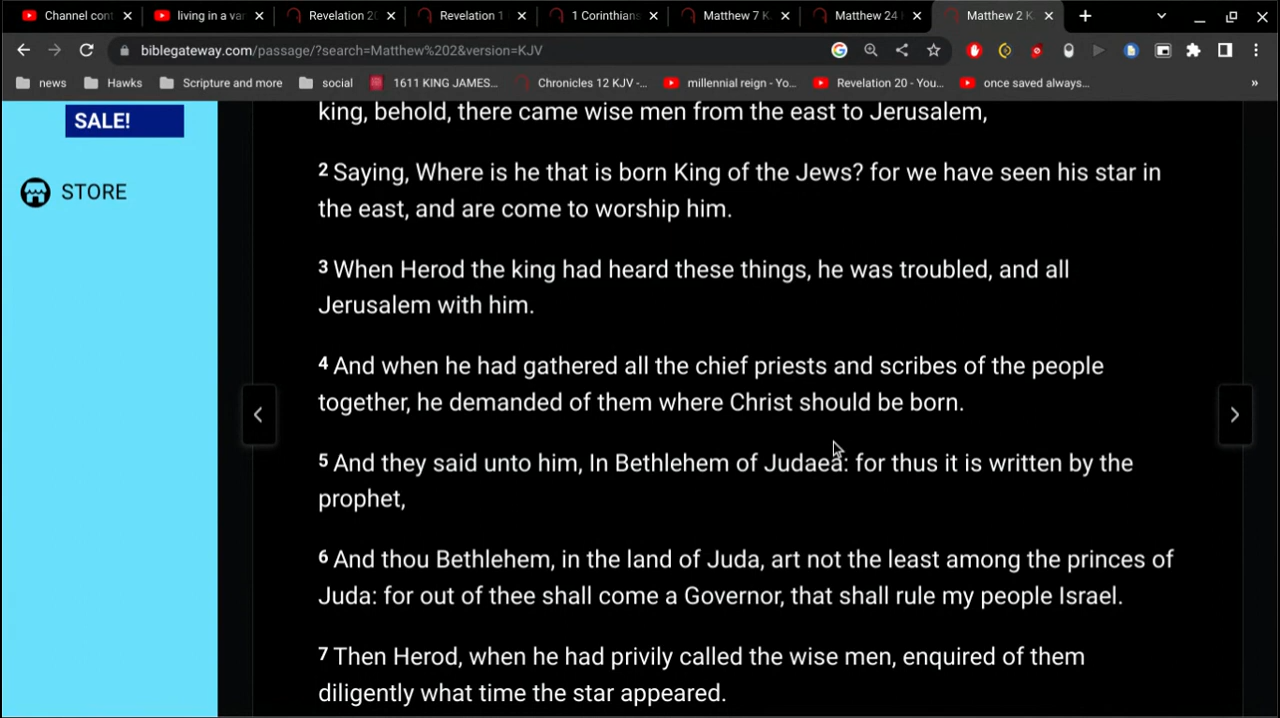 Channel cont
living in a var
Revelation 20
Revelation 1
1 Corinthians
Matthew 7 K
Matthew 24
Matthew 2 K
biblegateway.com/passage/?search=Matthew%202&version=KJV
news
Hawks
Scripture and more
social
1611 KING JAMES...
Chronicles 12 KJV -...
millennial reign - Yo...
Revelation 20 - You...
once saved always...
»
SALE!
STORE
king, behold, there came wise men from the east to Jerusalem,
2 Saying, Where is he that is born King of the Jews? for we have seen his star in
the east, and are come to worship him.
3 When Herod the king had heard these things, he was troubled, and all
Jerusalem with him.
4 And when he had gathered all the chief priests and scribes of the people
together, he demanded of them where Christ should be born.
5 And they said unto him, In Bethlehem of Judaea: for thus it is written by the
prophet,
6 And thou Bethlehem, in the land of Juda, art not the least among the princes of
Juda: for out of thee shall come a Governor, that shall rule my people Israel.
7 Then Herod, when he had privily called the wise men, enquired of them
diligently what time the star appeared.